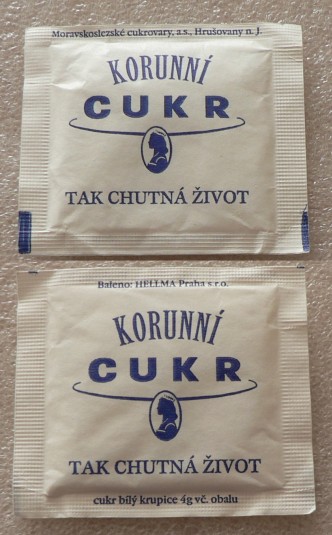 Moravskoslezské cukrovary, a.s., Hrušovany n. J.
KORUNNÍ
CUKR
TAK CHUTNÁ ŽIVOT
Baleno: HELLMA Praha s r.o.
KORUNNÍ
CUKR
TAK CHUTNÁ ŽIVOT
cukr bílý krupice 4g vč. obalu